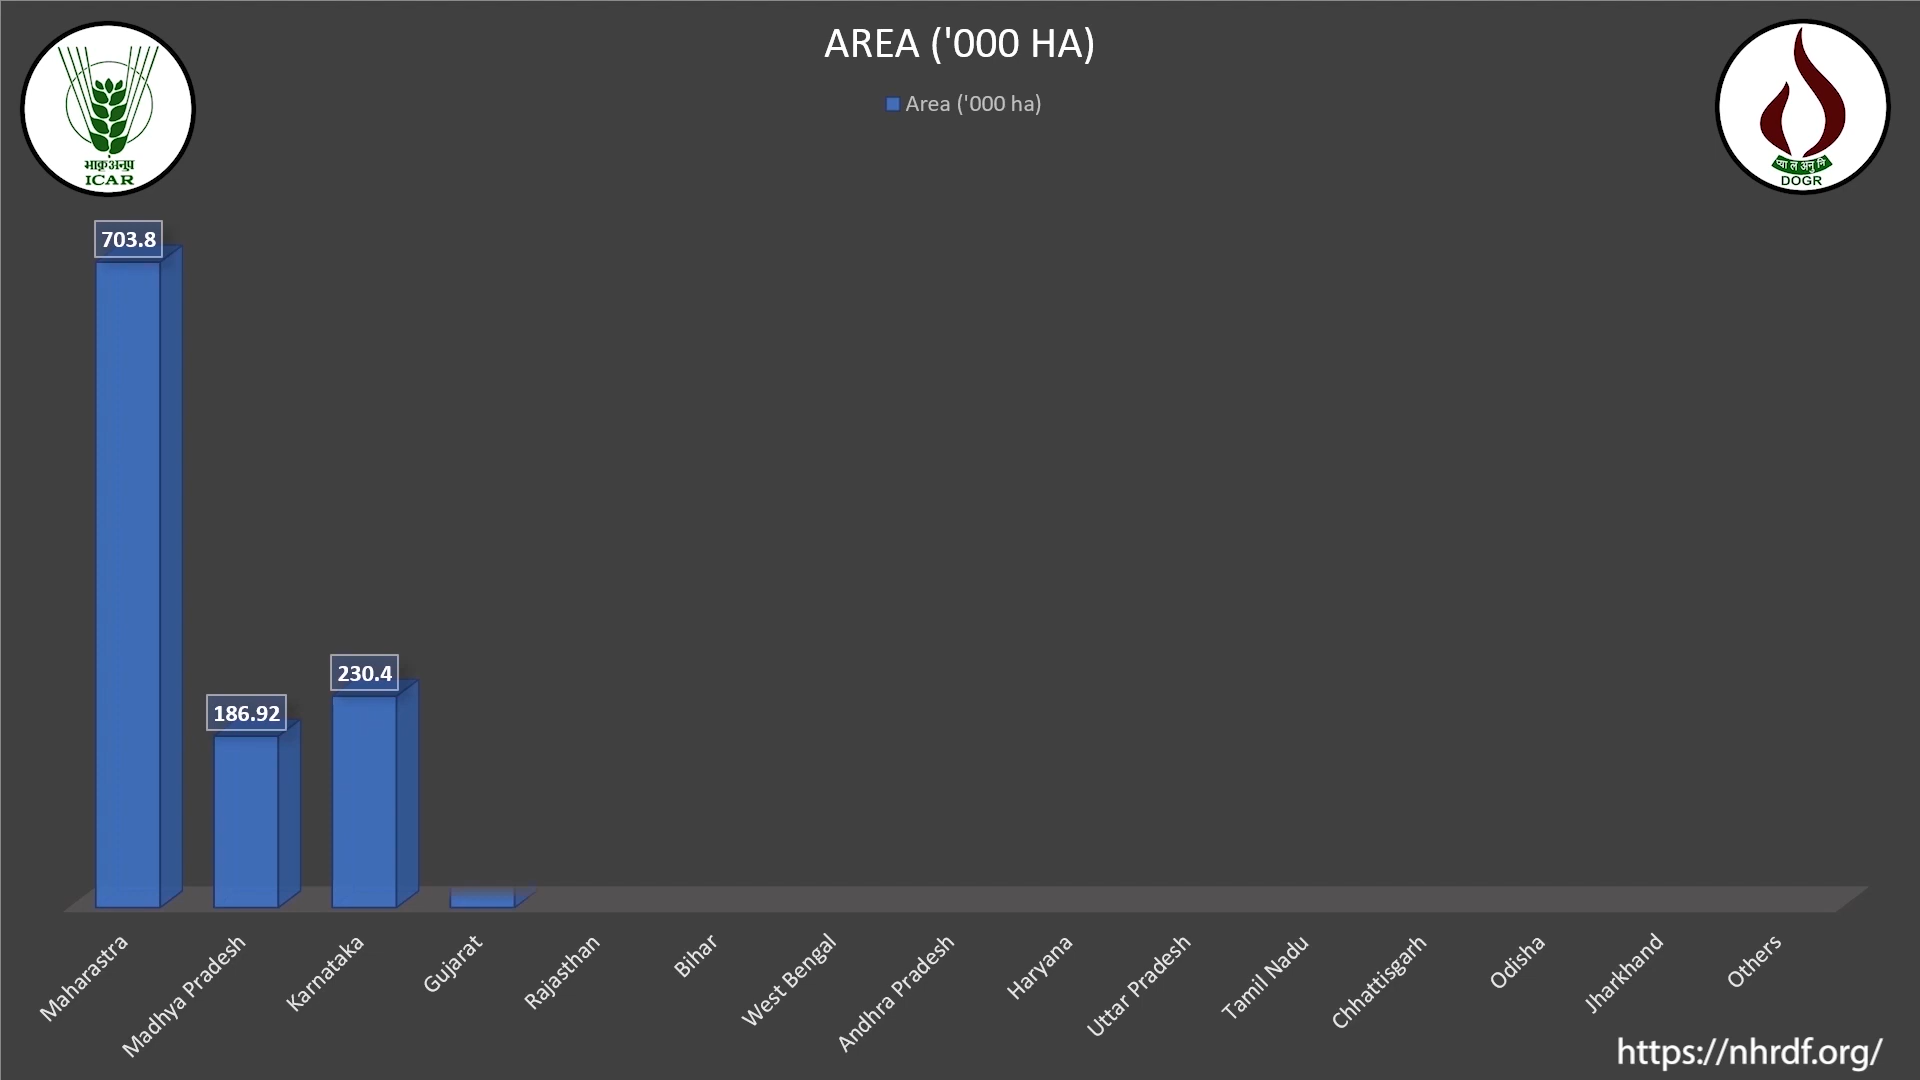 AREA ('000 HA)
Area ('000 ha)
भाकृअनुप
ICAR
DOGR
703.8
230.4
186.92
Maharastra
Madhya Pradesh
Karnataka
Gujarat
Rajasthan
Bihar
West Bengal
Andhra Pradesh
Haryana
Uttar Pradesh
Tamil Nadu
Chhattisgarh
Odisha
Jharkhand
Others
https://nhrdf.org/